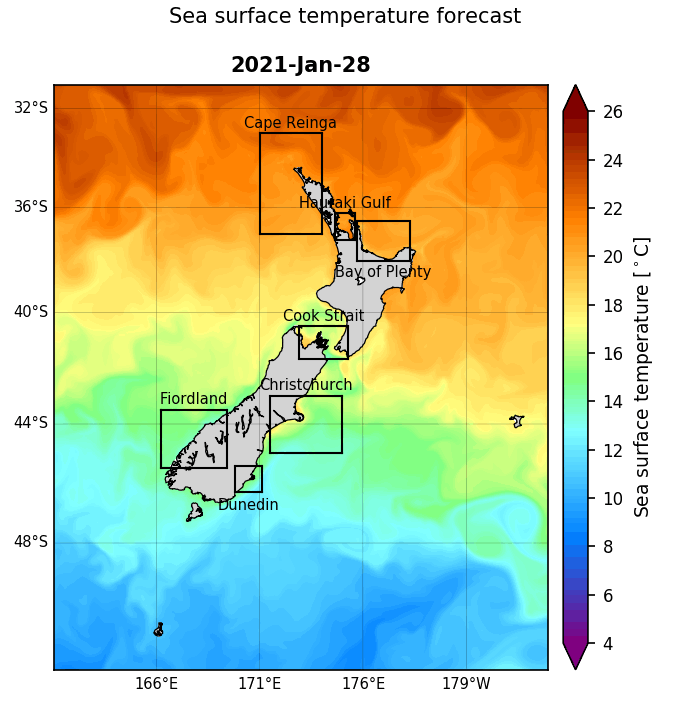 Sea surface temperature forecast
2021-Jan-28
32°S
36°S
40°S
44°S
48°S
Cape Reinga
Hauraki Gulf
Bay of Plenty
Cook Strait
Christchurch
Fiordland
Dunedin
166°E 171°E 176°E 179°W
26
24
22
20
18
16
14
12
10
8
6
4
Sea surface temperature [°C]